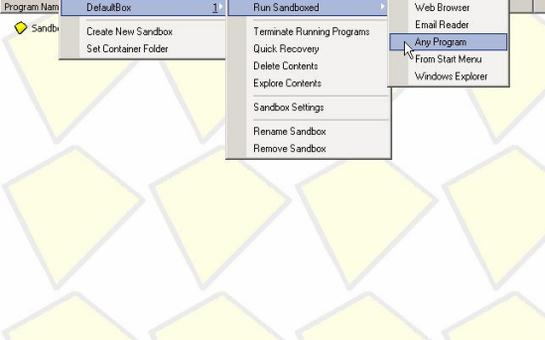 Program Nam
Sandb
DefaultBox 1
Create New Sandbox
Set Container Folder
Run Sandboxed
Terminate Running Programs
Quick Recovery
Delete Contents
Explore Contents
Sandbox Settings
Rename Sandbox
Remove Sandbox
Web Browser
Email Reader
Any Program
From Start Menu
Windows Explorer